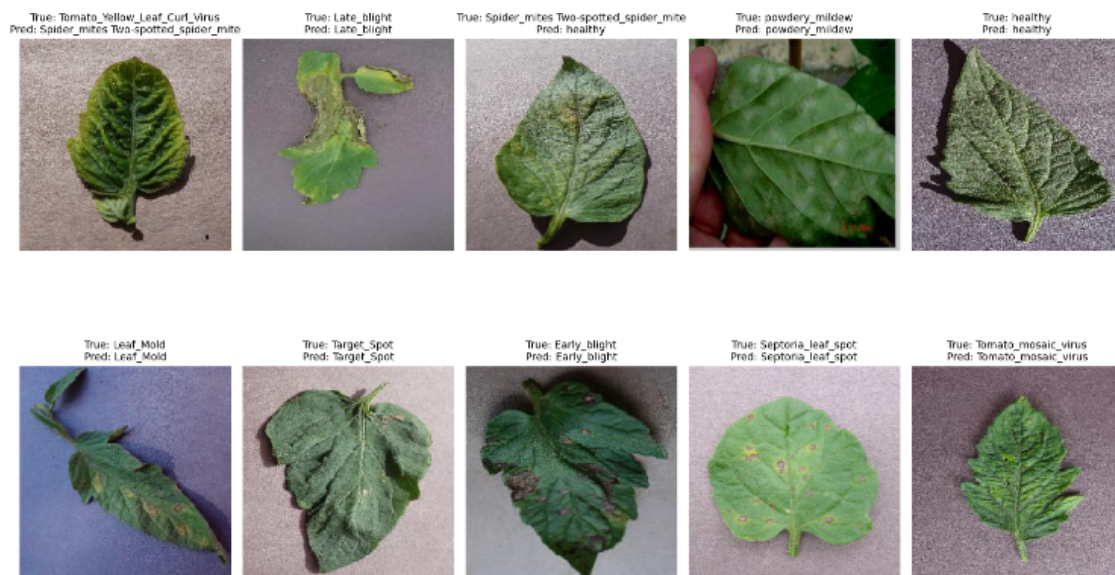 True: Tomato_Yellow_Leaf_Curl_Virus
Pred: Spider_mites Two-spotted_spider_mite
True: Late_blight
Pred: Late_blight
True: Spider_mites Two-spotted_spider_mite
Pred: healthy
True: powdery_mildew
Pred: powdery_mildew
True: healthy
Pred: healthy
True: Leaf_Mold
Pred: Leaf_Mold
True: Target_Spot
Pred: Target_Spot
True: Early_blight
Pred: Early_blight
True: Septoria_leaf_spot
Pred: Septoria_leaf_spot
True: Tomato_mosaic_virus
Pred: Tomato_mosaic_virus